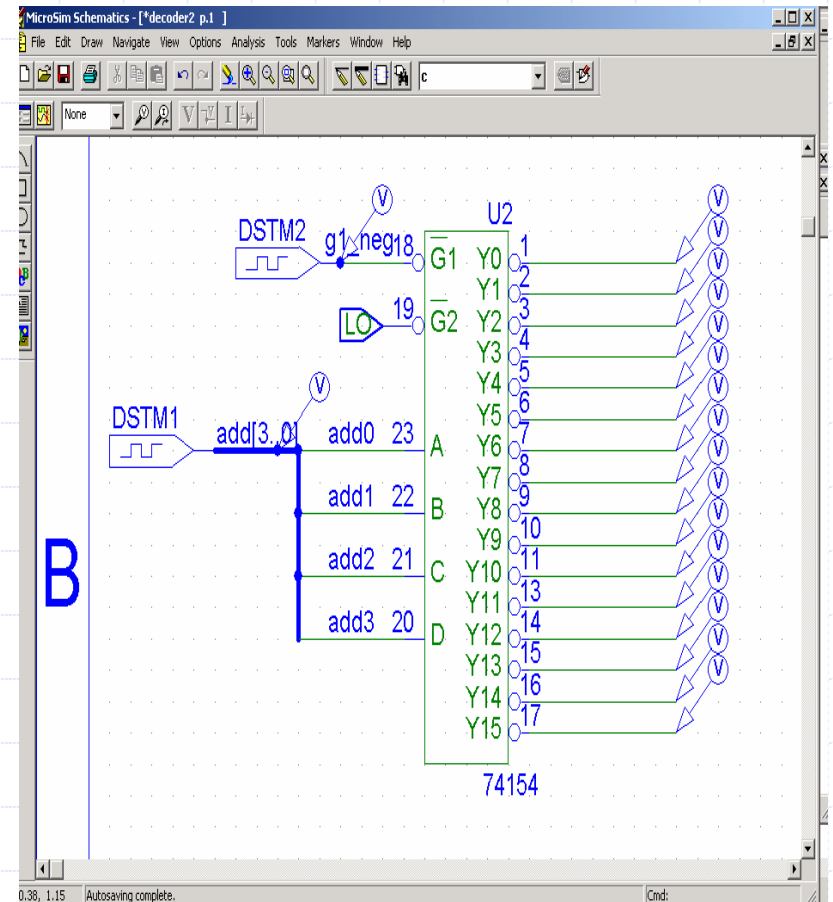 MicroSim Schematics - [*decoder2 p.1 ]
File Edit Draw Navigate View Options Analysis Tools Markers Window Help
c
None V I
V V
DSTM2 g1_neg 18 G1 Y0 1 U2
Y1 2 V
LO 19 G2 Y2 3 V
Y3 4 V
Y4 5 V
V Y5 6 V
DSTM1 add[3..0] add0 23 A Y6 7 V
Y7 8 V
add1 22 B Y8 9 V
Y9 10 V
B add2 21 C Y10 11 V
Y11 13 V
add3 20 D Y12 14 V
Y13 15 V
Y14 16 V
Y15 17 V
74154
0.38, 1.15 Autosaving complete. Cmd: